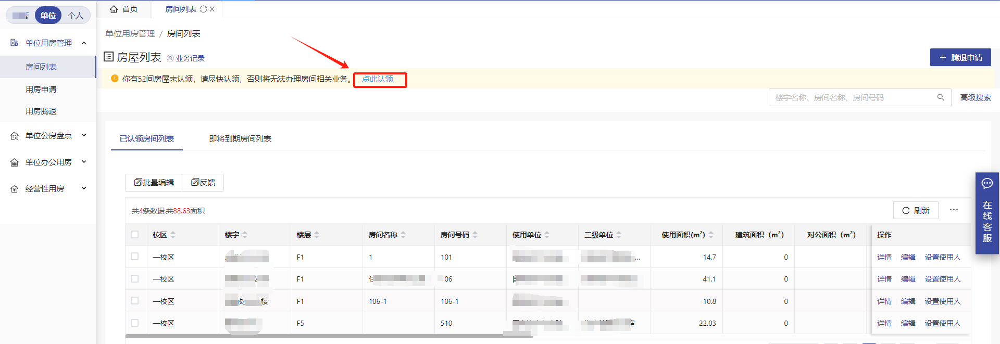 单位 个人
首页 房间列表
单位用房管理 / 房间列表
单位用房管理
房间列表
用房申请
用房腾退
单位公房盘点
单位办公用房
经营性用房
房屋列表 业务记录
腾退申请
你有52间房屋未认领，请尽快认领，否则将无法办理房间相关业务。 点此认领
楼宇名称、房间名称、房间号码 高级搜索
已认领房间列表 即将到期房间列表
批量编辑 反馈
共4条数据,共88.63面积 刷新 ···
校区 楼宇 楼层 房间名称 房间号码 使用单位 三级单位 使用面积(m²) 建筑面积（m²） 对公面积（m²） 操作
一校区 F1 1 101 ... 14.7 0 详情 编辑 设置使用人
一校区 F1 06 41.1 0 详情 编辑 设置使用人
一校区 楼 F1 106-1 106-1 10.8 0 详情 编辑 设置使用人
一校区 F5 510 室 22.03 0 详情 编辑 设置使用人
在线客服